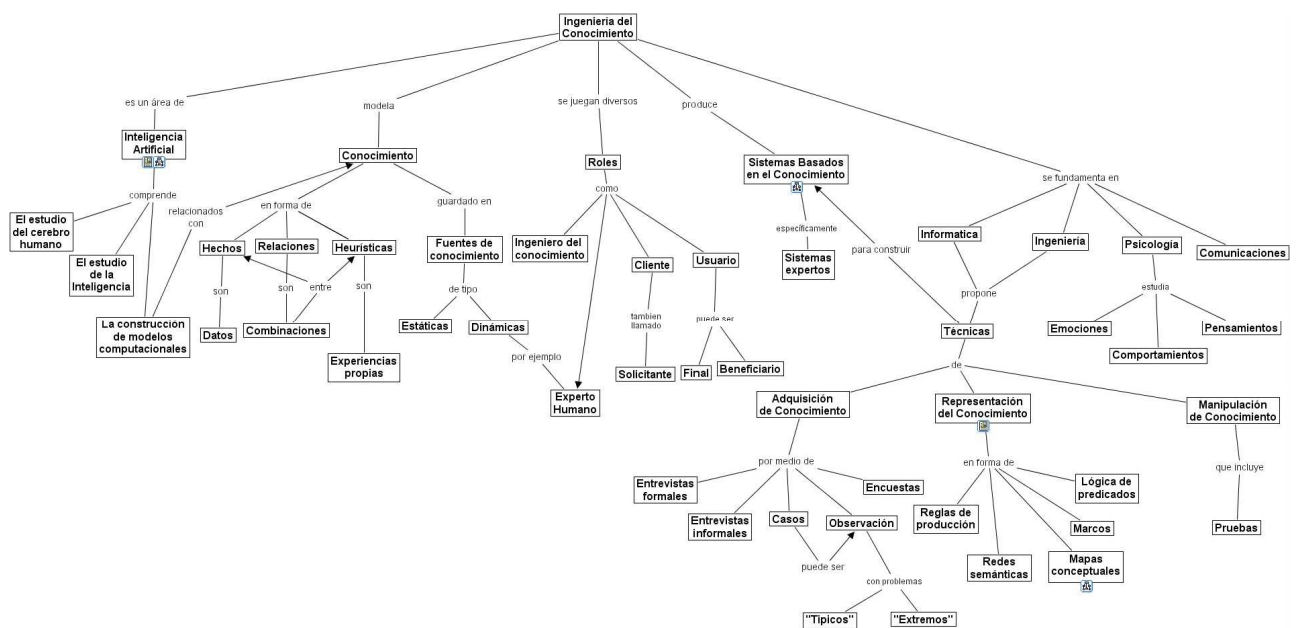 Ingeniería del
Conocimiento
es un área de
modela
se juegan diversos
produce
Inteligencia
Artificial
Conocimiento
Roles
Sistemas Basados
en el Conocimiento
se fundamenta en
comprende
relacionados
con
en forma de
guardado en
como
específicamente
para construir
El estudio
del cerebro
humano
El estudio
de la
Inteligencia
Hechos
Relaciones
Heurísticas
Fuentes de
conocimiento
Ingeniero del
conocimiento
Cliente
Usuario
Sistemas
expertos
Informatica
Ingeniería
Psicología
Comunicaciones
son
son
entre
son
de tipo
propone
estudia
La construcción
de modelos
computacionales
Datos
Combinaciones
Estáticas
Dinámicas
tambien
llamado
puede ser
Técnicas
Emociones
Comportamientos
Pensamientos
Experiencias
propias
por ejemplo
Solicitante
Final
Beneficiario
de
Experto
Humano
Adquisición
de Conocimiento
Representación
del Conocimiento
Manipulación
de Conocimiento
por medio de
en forma de
que incluye
Entrevistas
formales
Entrevistas
informales
Casos
Observación
Encuestas
Reglas de
producción
Redes
semánticas
Mapas
conceptuales
Marcos
Lógica de
predicados
Pruebas
puede ser
con problemas
"Tipicos"
"Extremos"